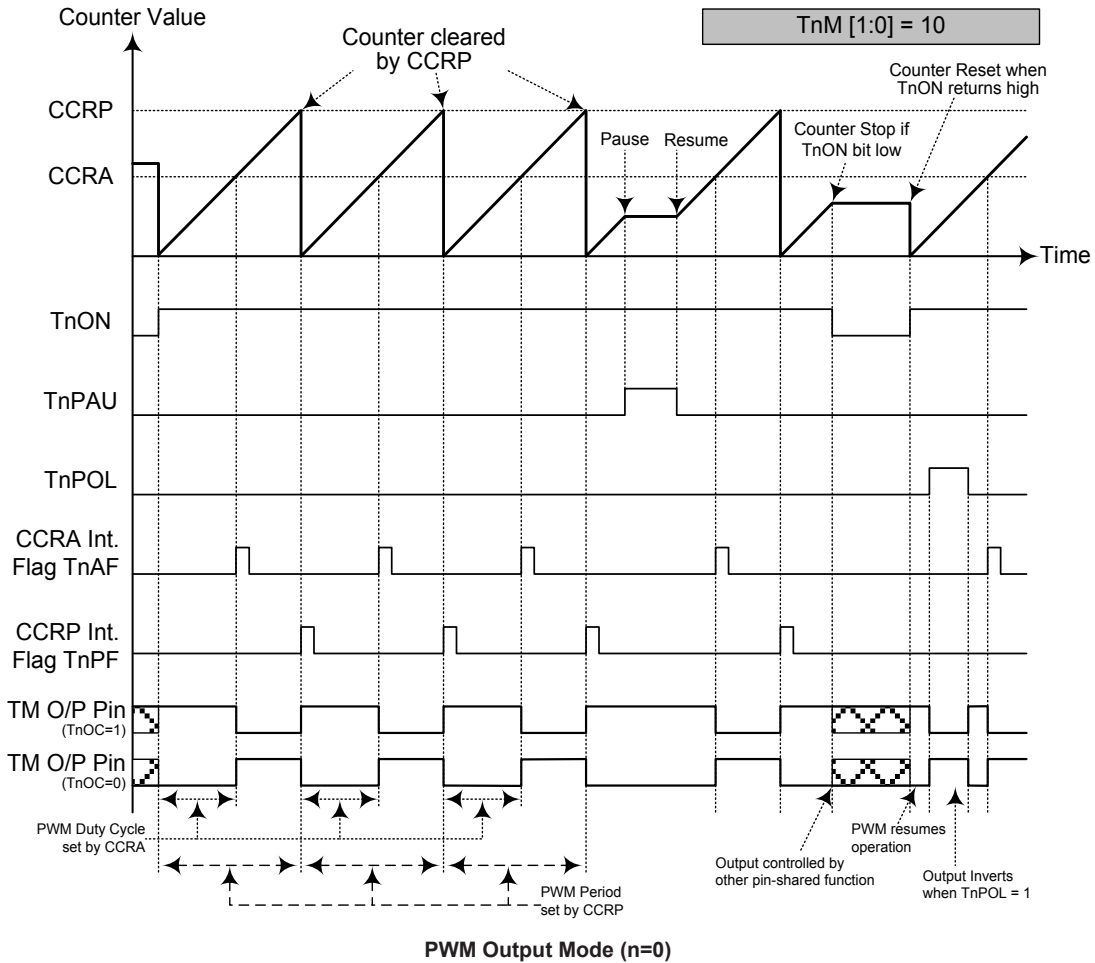 Counter Value
TnM [1:0] = 10
Counter cleared
by CCRP
Counter Reset when
TnON returns high
CCRP
Pause
Resume
Counter Stop if
TnON bit low
CCRA
Time
TnON
TnPAU
TnPOL
CCRA Int.
Flag TnAF
CCRP Int.
Flag TnPF
TM O/P Pin
(TnOC=1)
TM O/P Pin
(TnOC=0)
PWM Duty Cycle
set by CCRA
PWM resumes
operation
Output controlled by
other pin-shared function
Output Inverts
when TnPOL = 1
PWM Period
set by CCRP
PWM Output Mode (n=0)